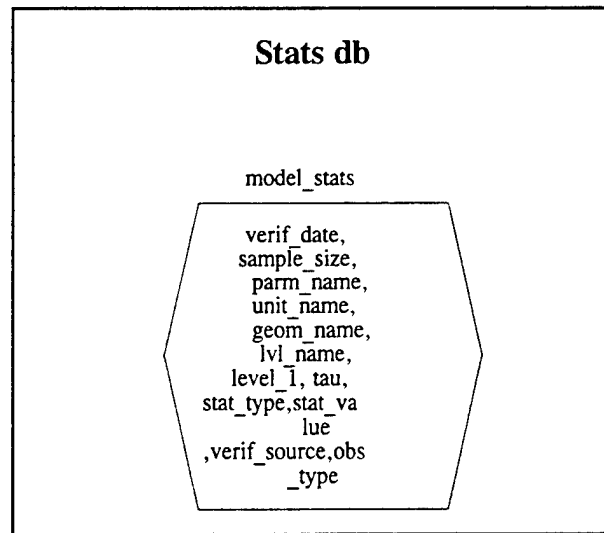 Stats db
model_stats
verif_date,
sample_size,
parm_name,
unit_name,
geom_name,
lvl_name,
level_1, tau,
stat_type,stat_va
lue
,verif_source,obs
_type